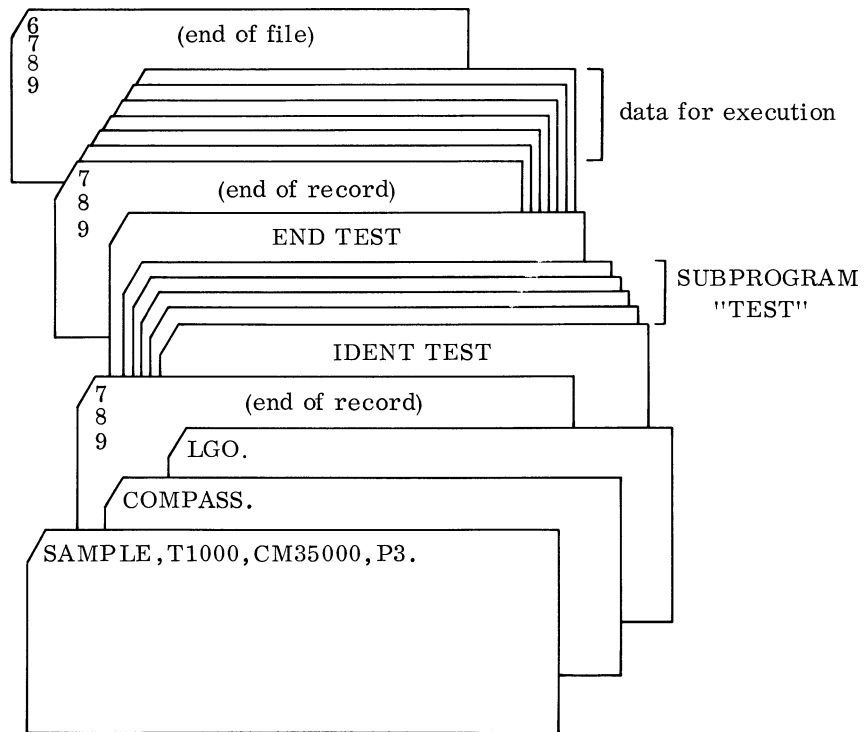 6
7
8
9
(end of file)
data for execution
7
8
9
(end of record)
END TEST
SUBPROGRAM
"TEST"
IDENT TEST
7
8
9
(end of record)
LGO.
COMPASS.
SAMPLE,T1000,CM35000,P3.